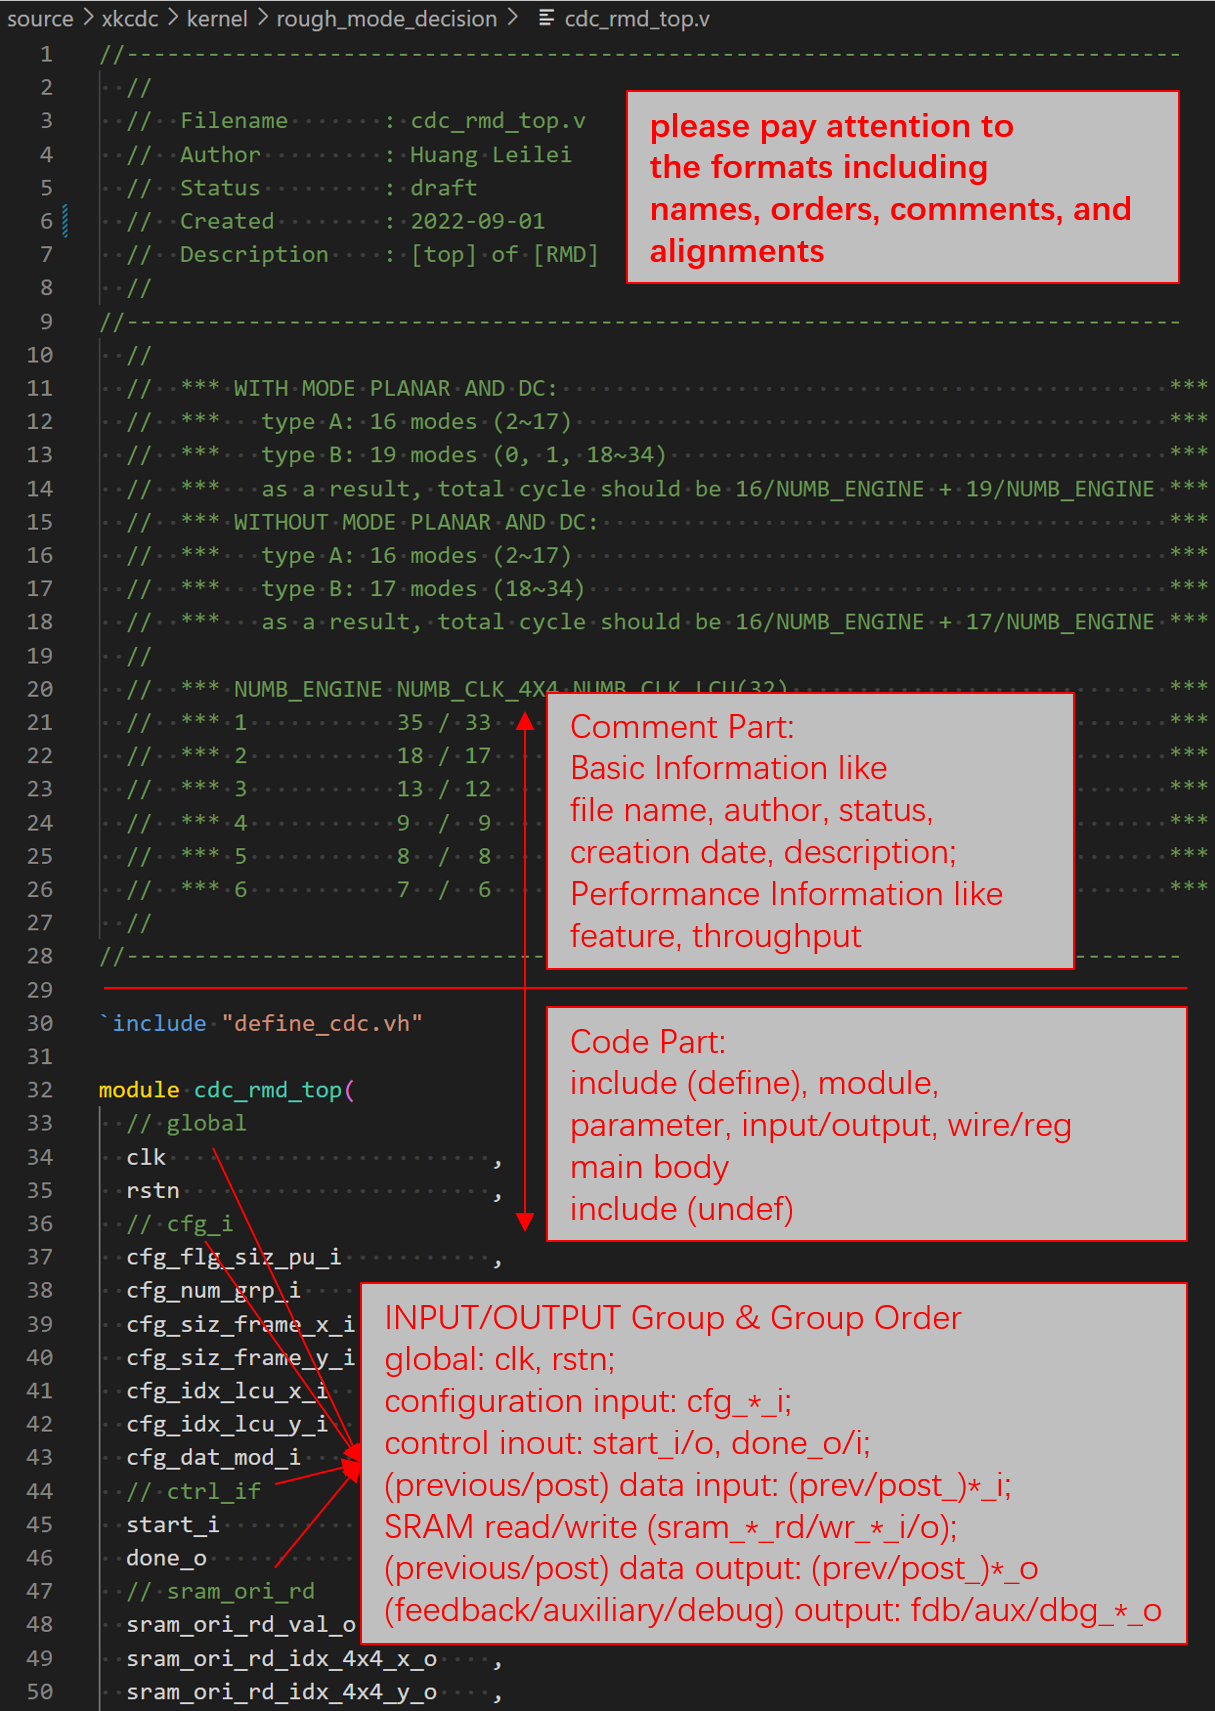 source > xkcdc > kernel > rough_mode_decision > cdc_rmd_top.v
1 //------------------------------------------------------------------------------
2 //
3 // Filename : cdc_rmd_top.v
4 // Author : Huang Leilei
5 // Status : draft
6 // Created : 2022-09-01
7 // Description : [top] of [RMD]
8 //
please pay attention to
the formats including
names, orders, comments, and
alignments
9 //------------------------------------------------------------------------------
10 //
11 // *** WITH MODE PLANAR AND DC: ***
12 // *** type A: 16 modes (2~17) ***
13 // *** type B: 19 modes (0, 1, 18~34) ***
14 // *** as a result, total cycle should be 16/NUMB_ENGINE + 19/NUMB_ENGINE ***
15 // *** WITHOUT MODE PLANAR AND DC: ***
16 // *** type A: 16 modes (2~17) ***
17 // *** type B: 17 modes (18~34) ***
18 // *** as a result, total cycle should be 16/NUMB_ENGINE + 17/NUMB_ENGINE ***
19 //
20 // *** NUMB_ENGINE NUMB_CLK_4X4 NUMB_CLK_LCU(32) ***
21 // *** 1 35 / 33 ***
22 // *** 2 18 / 17 ***
23 // *** 3 13 / 12 ***
24 // *** 4 9 / 9 ***
25 // *** 5 8 / 8 ***
26 // *** 6 7 / 6 ***
27 //
28 //------------------------------------------------------------------------------
Comment Part:
Basic Information like
file name, author, status,
creation date, description;
Performance Information like
feature, throughput
29
30 `include "define_cdc.vh"
31
32 module cdc_rmd_top(
33 // global
34 clk ,
35 rstn ,
36 // cfg_i
Code Part:
include (define), module,
parameter, input/output, wire/reg
main body
include (undef)
37 cfg_flg_siz_pu_i ,
38 cfg_num_grp_i
39 cfg_siz_frame_x_i
40 cfg_siz_frame_y_i
41 cfg_idx_lcu_x_i
42 cfg_idx_lcu_y_i
43 cfg_dat_mod_i
44 // ctrl_if
45 start_i
46 done_o
47 // sram_ori_rd
48 sram_ori_rd_val_o
INPUT/OUTPUT Group & Group Order
global: clk, rstn;
configuration input: cfg_*_i;
control inout: start_i/o, done_o/i;
(previous/post) data input: (prev/post_)*_i;
SRAM read/write (sram_*_rd/wr_*_i/o);
(previous/post) data output: (prev/post_)*_o
(feedback/auxiliary/debug) output: fdb/aux/dbg_*_o
49 sram_ori_rd_idx_4x4_x_o ,
50 sram_ori_rd_idx_4x4_y_o ,